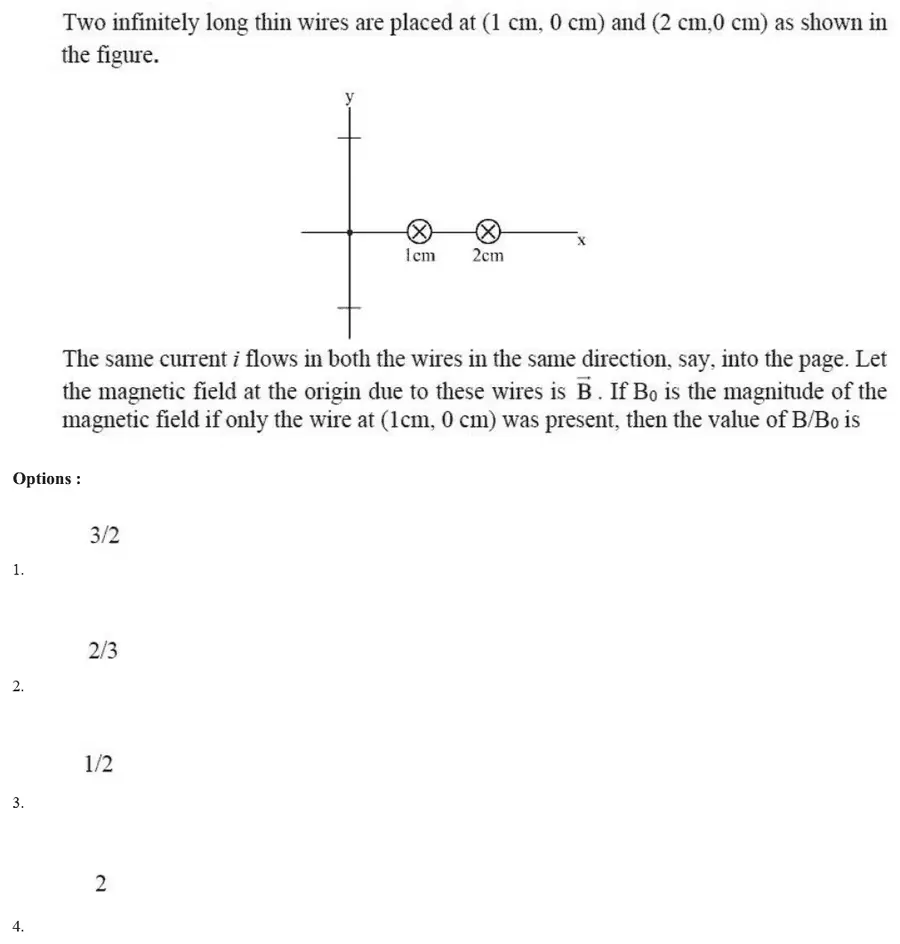 Two infinitely long thin wires are placed at (1 cm, 0 cm) and (2 cm,0 cm) as shown in
the figure.
y
x
1cm 2cm
The same current i flows in both the wires in the same direction, say, into the page. Let
the magnetic field at the origin due to these wires is B⃗ . If B₀ is the magnitude of the
magnetic field if only the wire at (1cm, 0 cm) was present, then the value of B/B₀ is
Options :
3/2
1.
2/3
2.
1/2
3.
2
4.